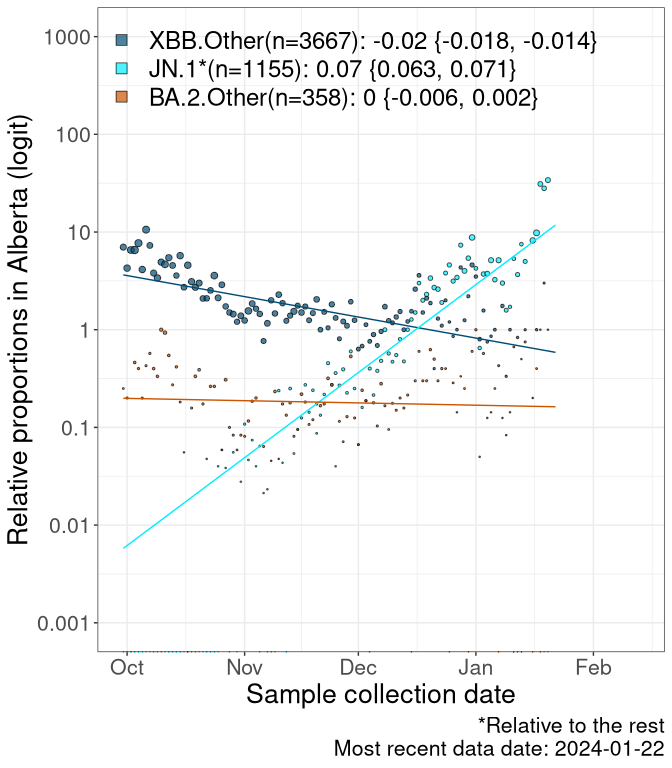 XBB.Other(n=3667): -0.02 {-0.018, -0.014}
JN.1*(n=1155): 0.07 {0.063, 0.071}
BA.2.Other(n=358): 0 {-0.006, 0.002}
1000
100
10
1
0.1
0.01
0.001
Relative proportions in Alberta (logit)
Oct Nov Dec Jan Feb
Sample collection date
*Relative to the rest
Most recent data date: 2024-01-22